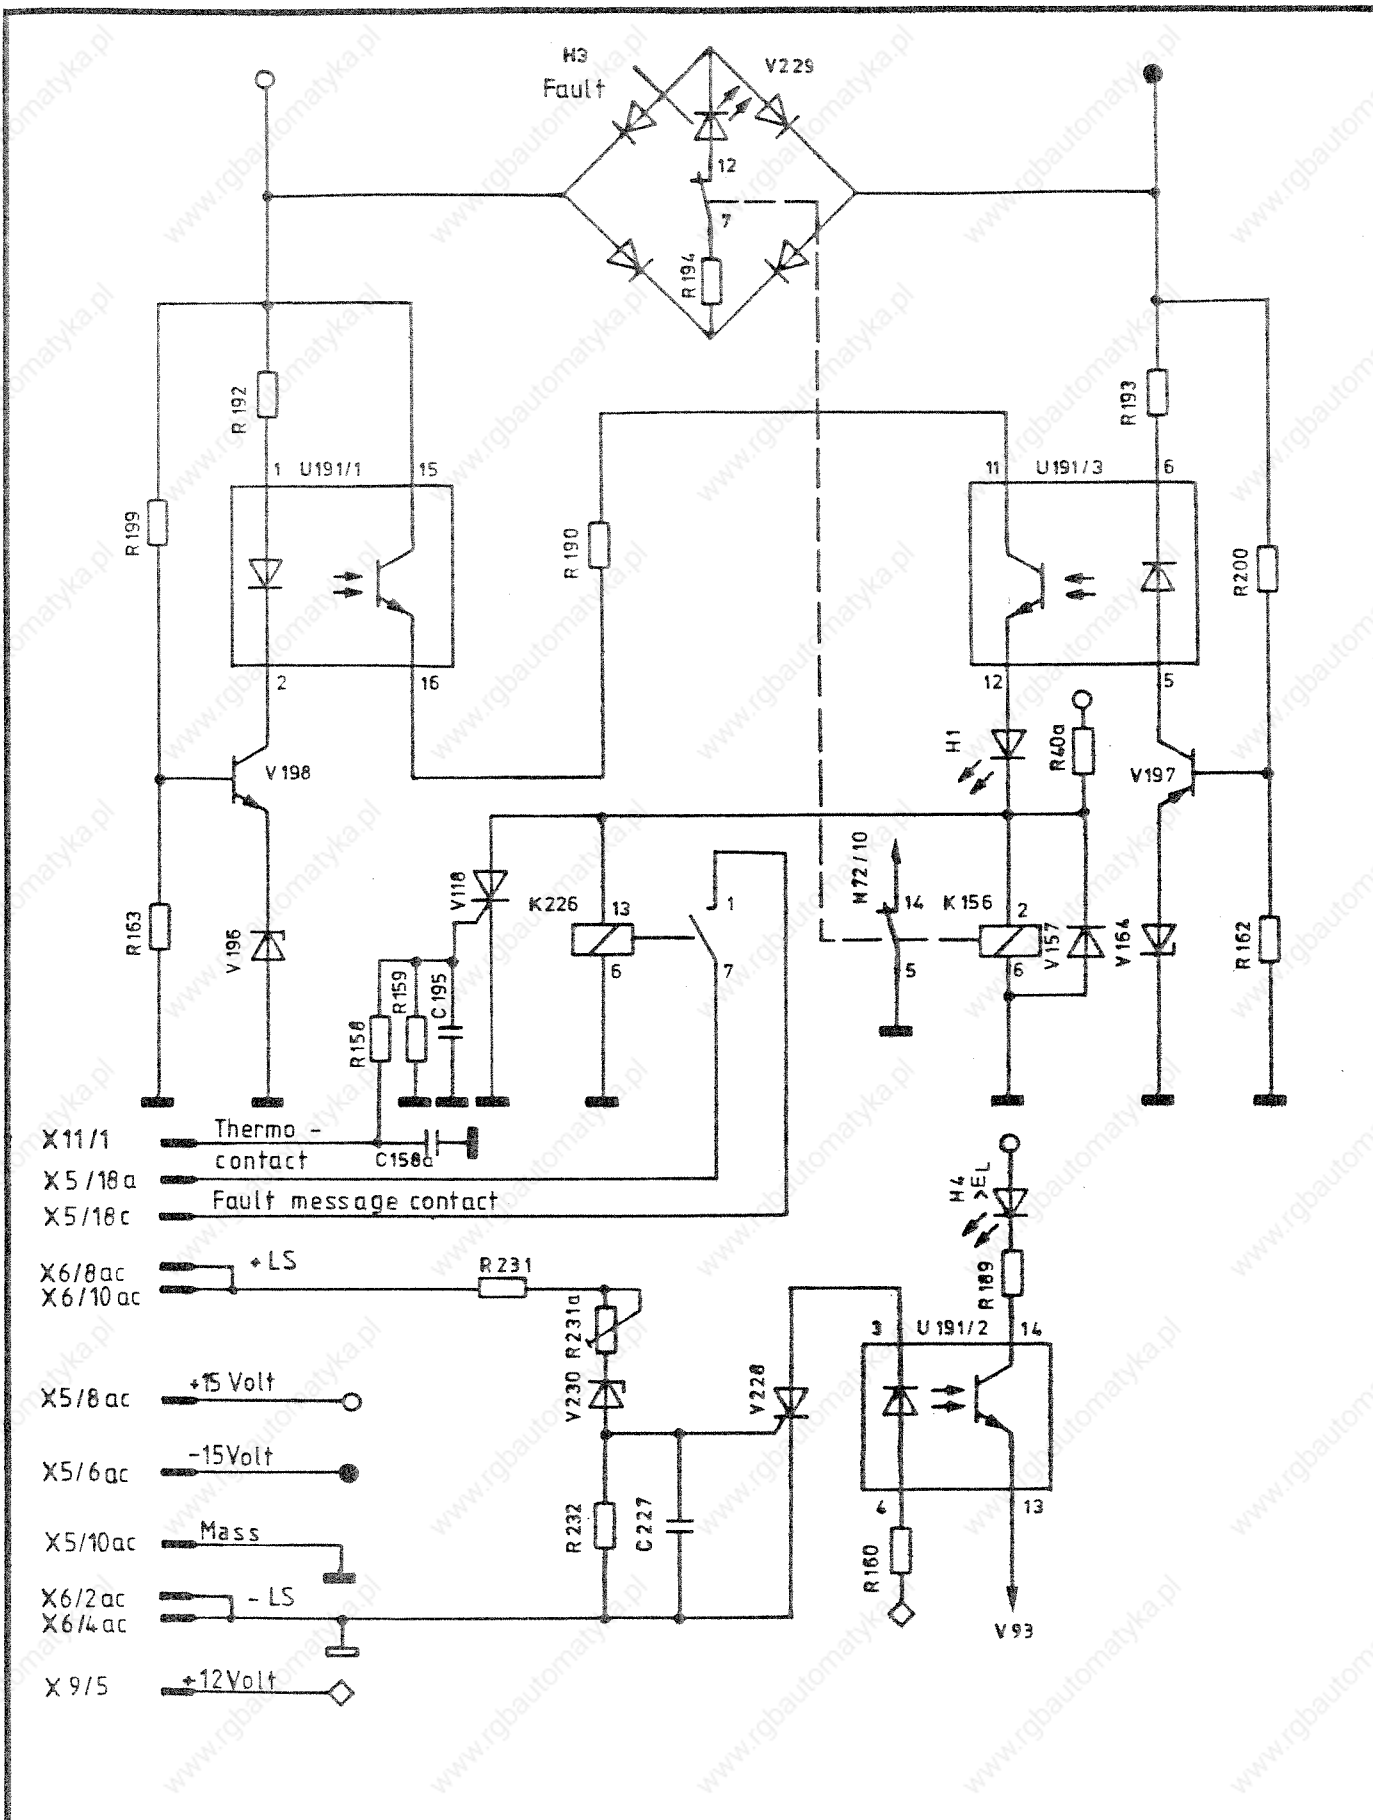 H3
Fault
V229
12
7
R194
R192
R193
1
U191/1
15
11
U191/3
6
R199
R190
R200
2
16
12
5
H1
R40a
V198
V197
M72/10
V118
K226
13
1
14
K156
2
R163
V196
V157
V164
R162
6
7
5
6
R158
R159
C195
X11/1
Thermo -
contact
C158a
X5/18a
X5/18c
Fault message contact
H4
>EL
X6/8ac
+LS
X6/10ac
R231
R189
R231a
3
U191/2
14
X5/8ac
+15 Volt
V230
V228
X5/6ac
-15Volt
4
13
R232
C227
X5/10ac
Mass
R160
X6/2ac
- LS
X6/4ac
V93
X9/5
+12Volt
www.rgbautomatyka.pl